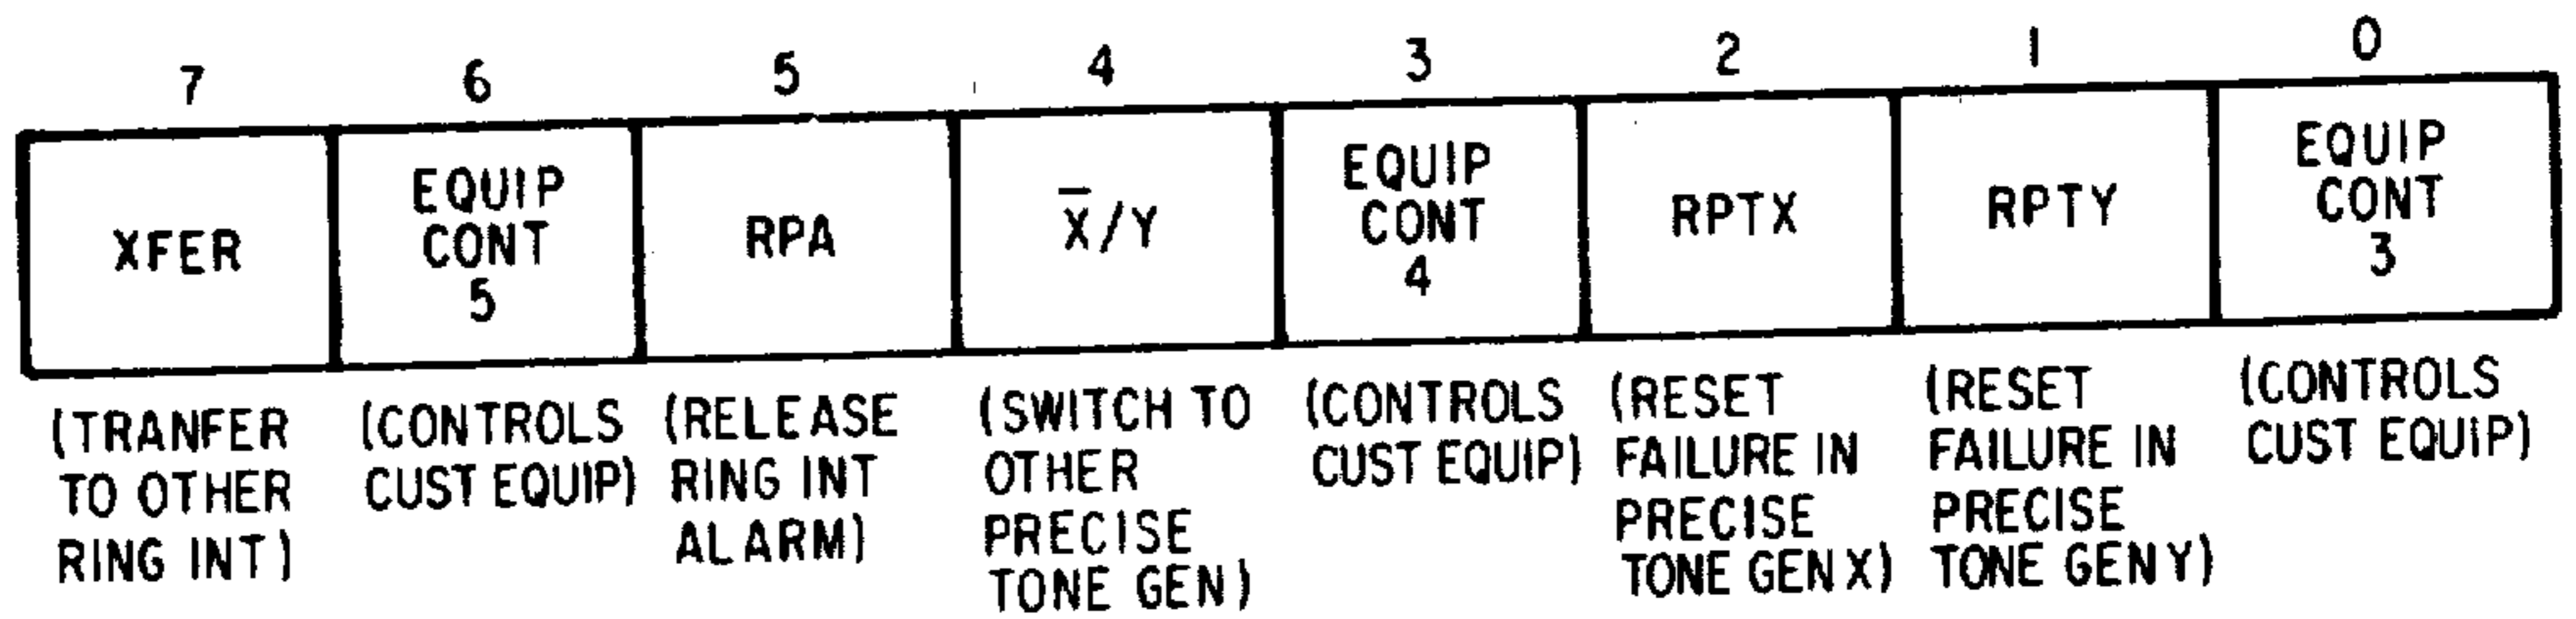 7 6 5 4 3 2 1 0
XFER
EQUIP
CONT
5
RPA
X̅/Y
EQUIP
CONT
4
RPTX
RPTY
EQUIP
CONT
3
(TRANFER
TO OTHER
RING INT)
(CONTROLS
CUST EQUIP)
(RELEASE
RING INT
ALARM)
(SWITCH TO
OTHER
PRECISE
TONE GEN)
(CONTROLS
CUST EQUIP)
(RESET
FAILURE IN
PRECISE
TONE GEN X)
(RESET
FAILURE IN
PRECISE
TONE GEN Y)
(CONTROLS
CUST EQUIP)